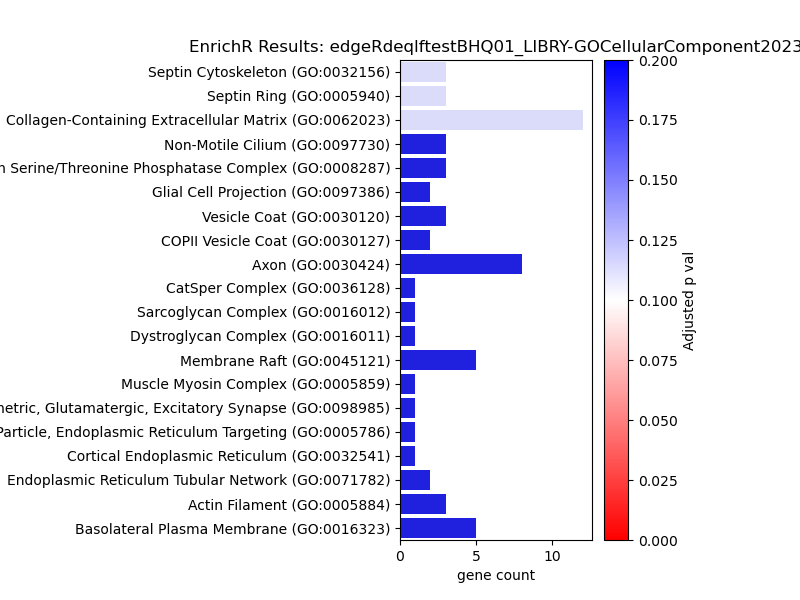 EnrichR Results: edgeRdeqlftestBHQ01_LIBRY-GOCellularComponent2023
Septin Cytoskeleton (GO:0032156)
Septin Ring (GO:0005940)
Collagen-Containing Extracellular Matrix (GO:0062023)
Non-Motile Cilium (GO:0097730)
Serine/Threonine Phosphatase Complex (GO:0008287)
Glial Cell Projection (GO:0097386)
Vesicle Coat (GO:0030120)
COPII Vesicle Coat (GO:0030127)
Axon (GO:0030424)
CatSper Complex (GO:0036128)
Sarcoglycan Complex (GO:0016012)
Dystroglycan Complex (GO:0016011)
Membrane Raft (GO:0045121)
Muscle Myosin Complex (GO:0005859)
Glutamatergic, Excitatory Synapse (GO:0098985)
Particle, Endoplasmic Reticulum Targeting (GO:0005786)
Cortical Endoplasmic Reticulum (GO:0032541)
Endoplasmic Reticulum Tubular Network (GO:0071782)
Actin Filament (GO:0005884)
Basolateral Plasma Membrane (GO:0016323)
0 5 10
gene count
0.200
0.175
0.150
0.125
0.100
0.075
0.050
0.025
0.000
Adjusted p val